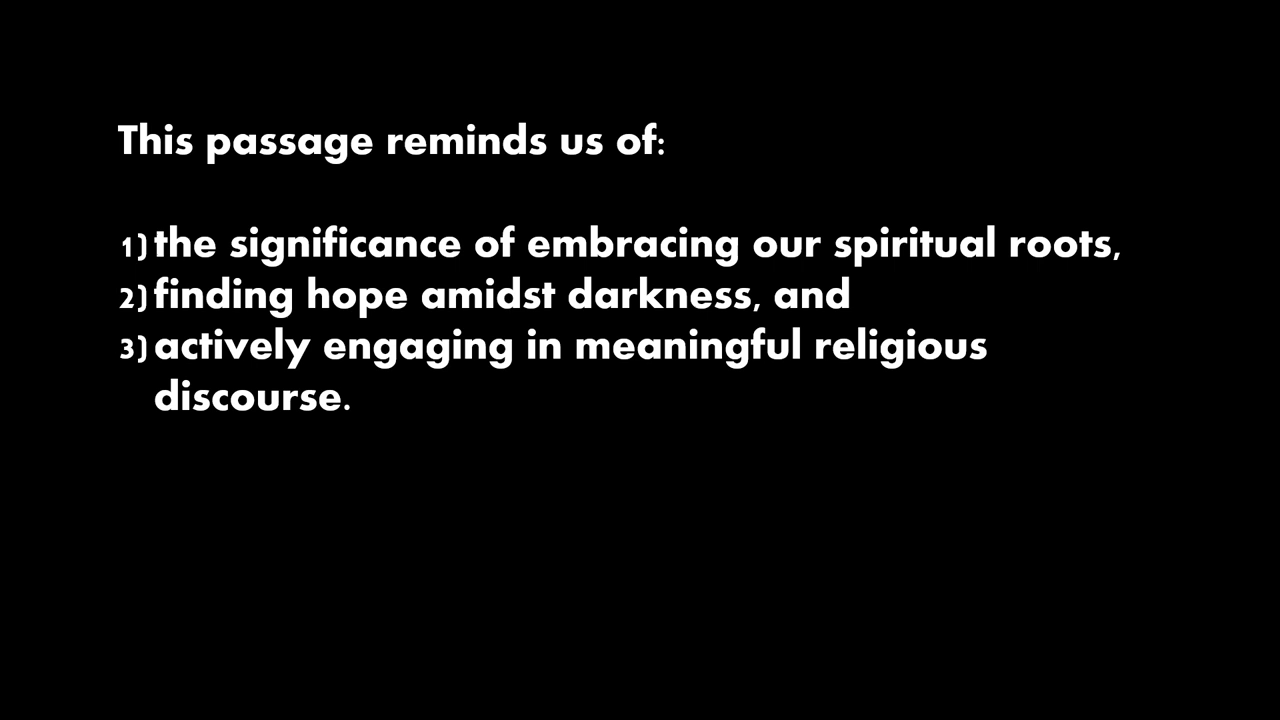 This passage reminds us of:
1) the significance of embracing our spiritual roots,
2) finding hope amidst darkness, and
3) actively engaging in meaningful religious
discourse.